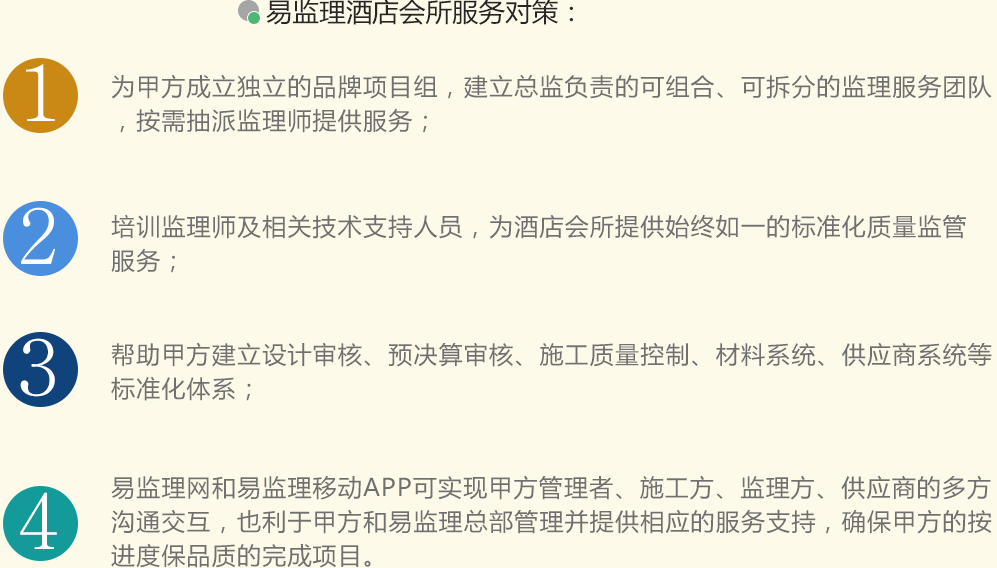 易监理酒店会所服务对策：
1
为甲方成立独立的品牌项目组，建立总监负责的可组合、可拆分的监理服务团队
，按需抽派监理师提供服务；
2
培训监理师及相关技术支持人员，为酒店会所提供始终如一的标准化质量监管
服务；
3
帮助甲方建立设计审核、预决算审核、施工质量控制、材料系统、供应商系统等
标准化体系；
4
易监理网和易监理移动APP可实现甲方管理者、施工方、监理方、供应商的多方
沟通交互，也利于甲方和易监理总部管理并提供相应的服务支持，确保甲方的按
进度保品质的完成项目。